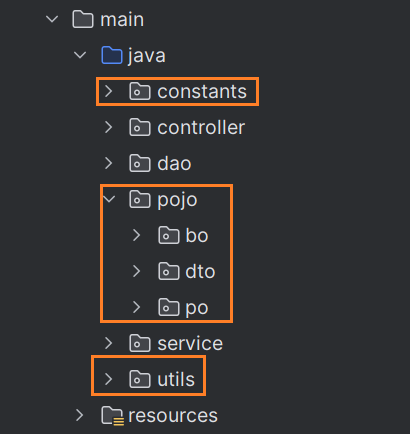 main
java
constants
controller
dao
pojo
bo
dto
po
service
utils
resources